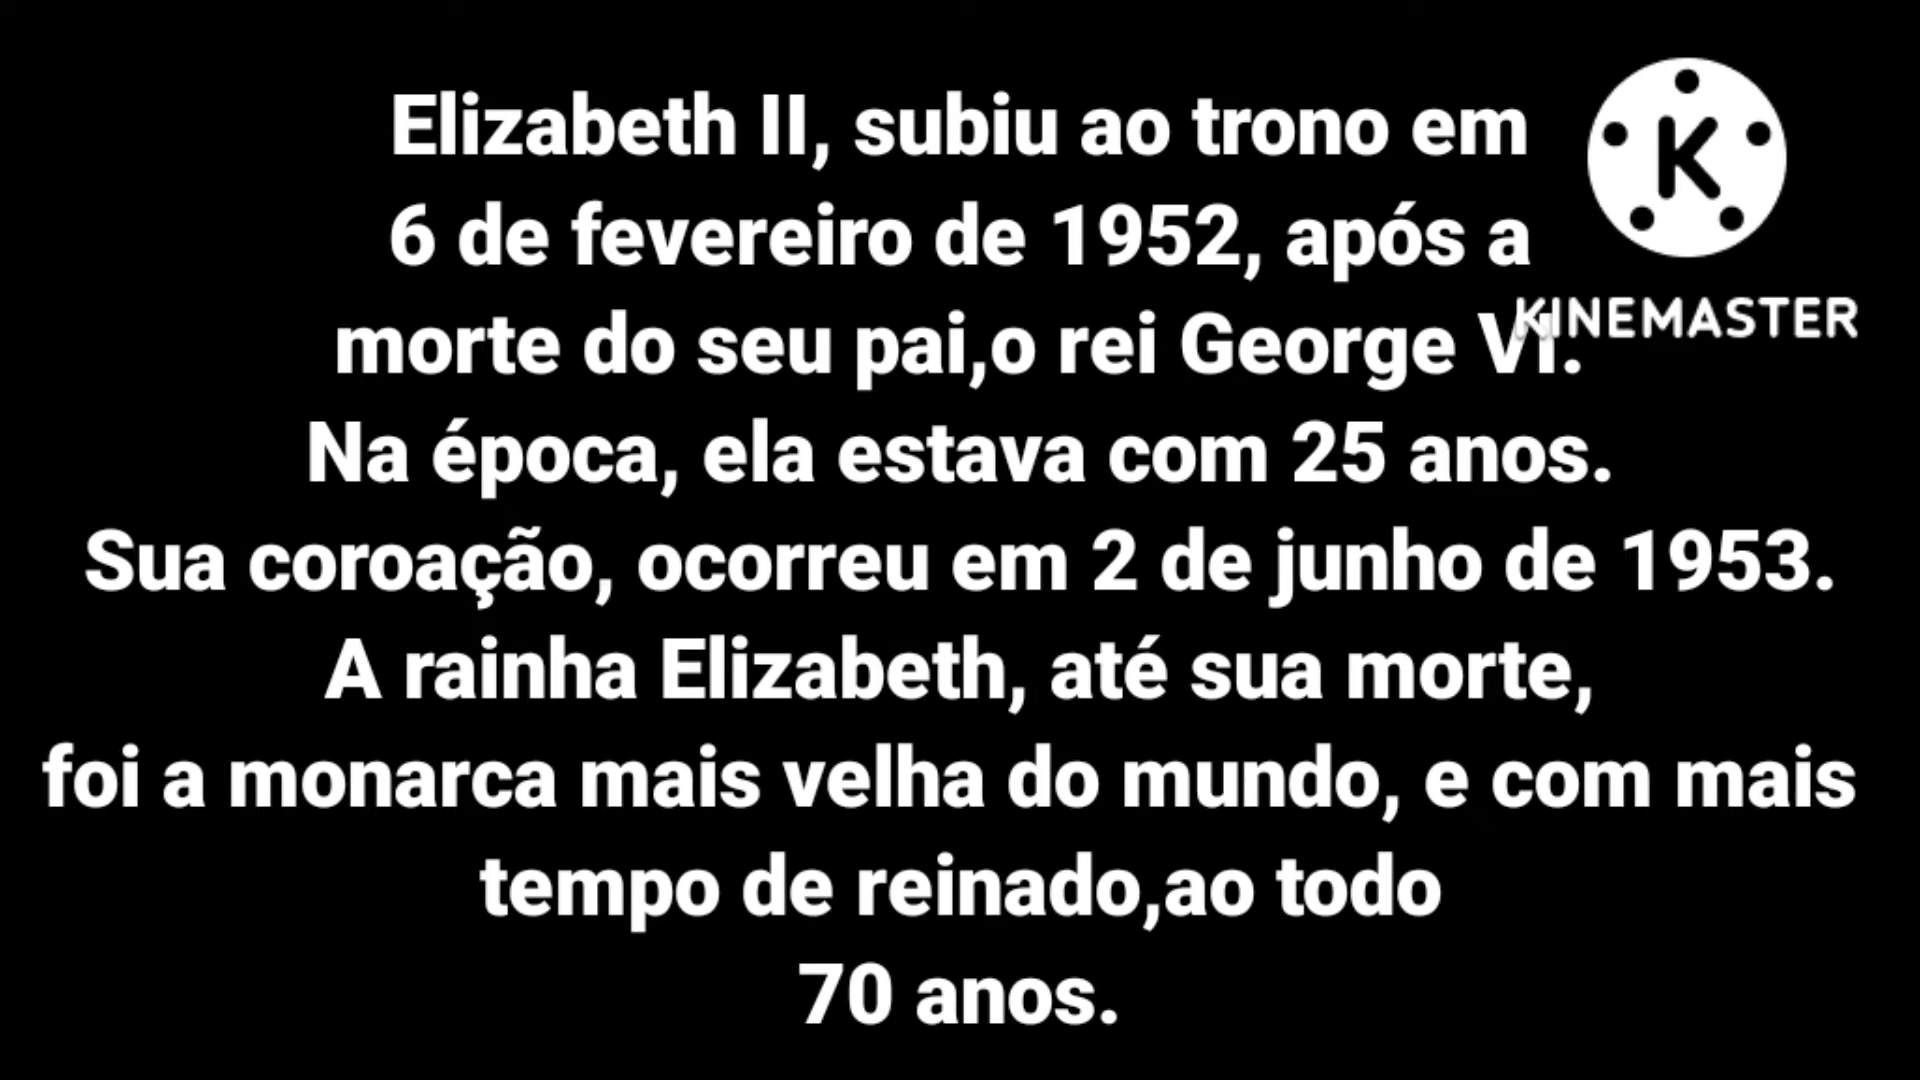 Elizabeth II, subiu ao trono em
6 de fevereiro de 1952, após a
morte do seu pai,o rei George VI.
KINEMASTER
Na época, ela estava com 25 anos.
Sua coroação, ocorreu em 2 de junho de 1953.
A rainha Elizabeth, até sua morte,
foi a monarca mais velha do mundo, e com mais
tempo de reinado,ao todo
70 anos.